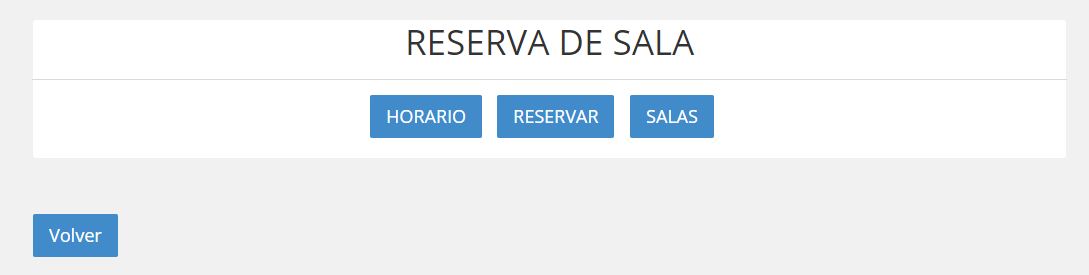 RESERVA DE SALA
HORARIO RESERVAR SALAS
Volver